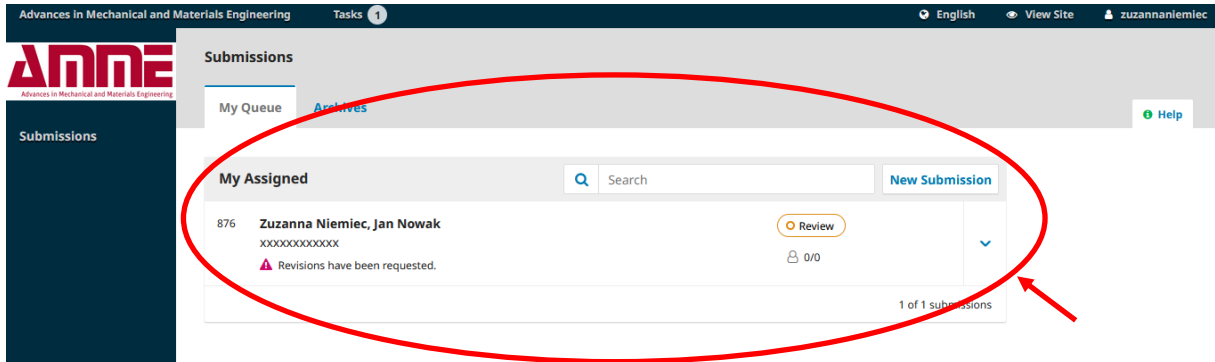 Advances in Mechanical and Materials Engineering Tasks 1 English View Site zuzannaniemiec
AMME
Advances in Mechanical and Materials Engineering
Submissions
Submissions
My Queue Archives
Help
My Assigned Search New Submission
876 Zuzanna Niemiec, Jan Nowak Review
xxxxxxxxxxxx
Revisions have been requested. 0/0
1 of 1 submissions